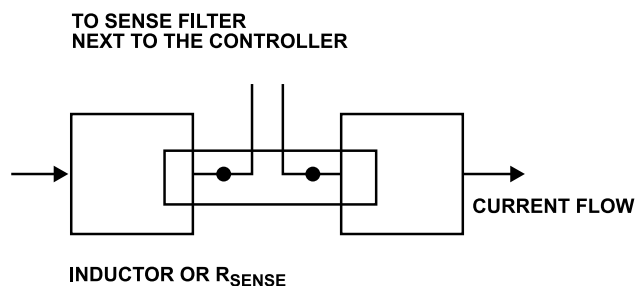 TO SENSE FILTER
NEXT TO THE CONTROLLER
CURRENT FLOW
INDUCTOR OR RSENSE